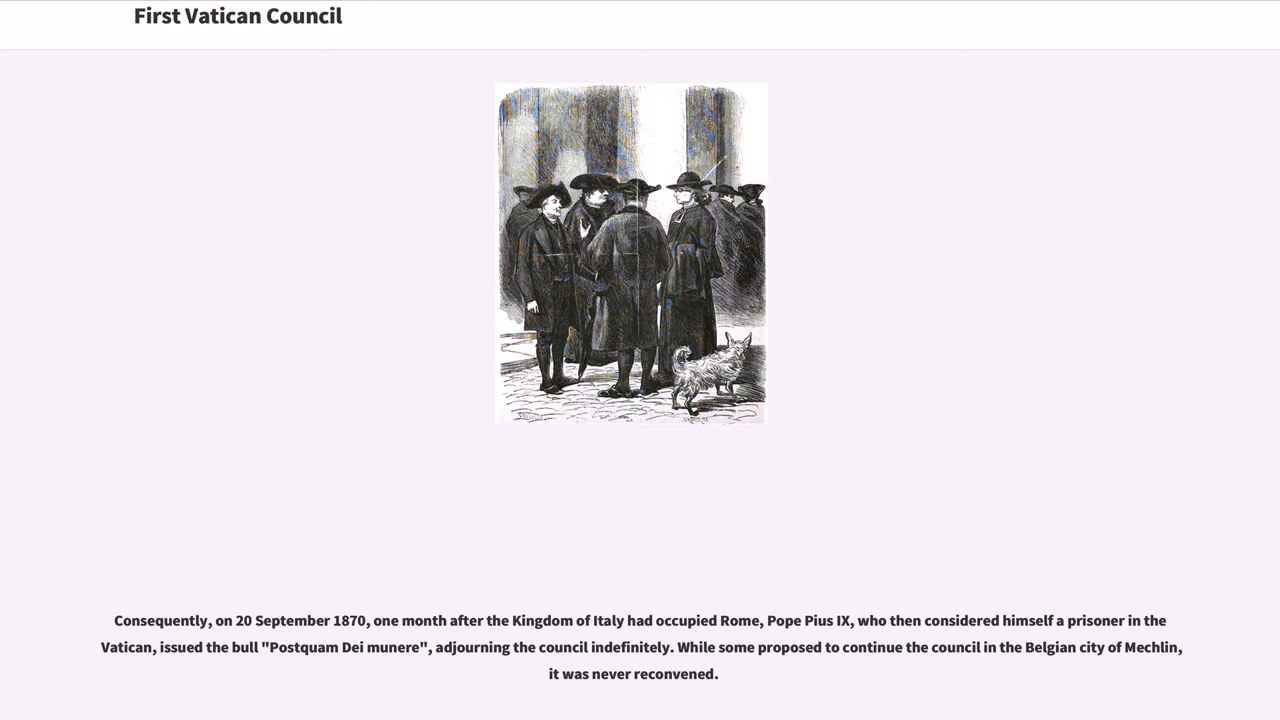 First Vatican Council
Consequently, on 20 September 1870, one month after the Kingdom of Italy had occupied Rome, Pope Pius IX, who then considered himself a prisoner in the
Vatican, issued the bull "Postquam Dei munere", adjourning the council indefinitely. While some proposed to continue the council in the Belgian city of Mechlin,
it was never reconvened.